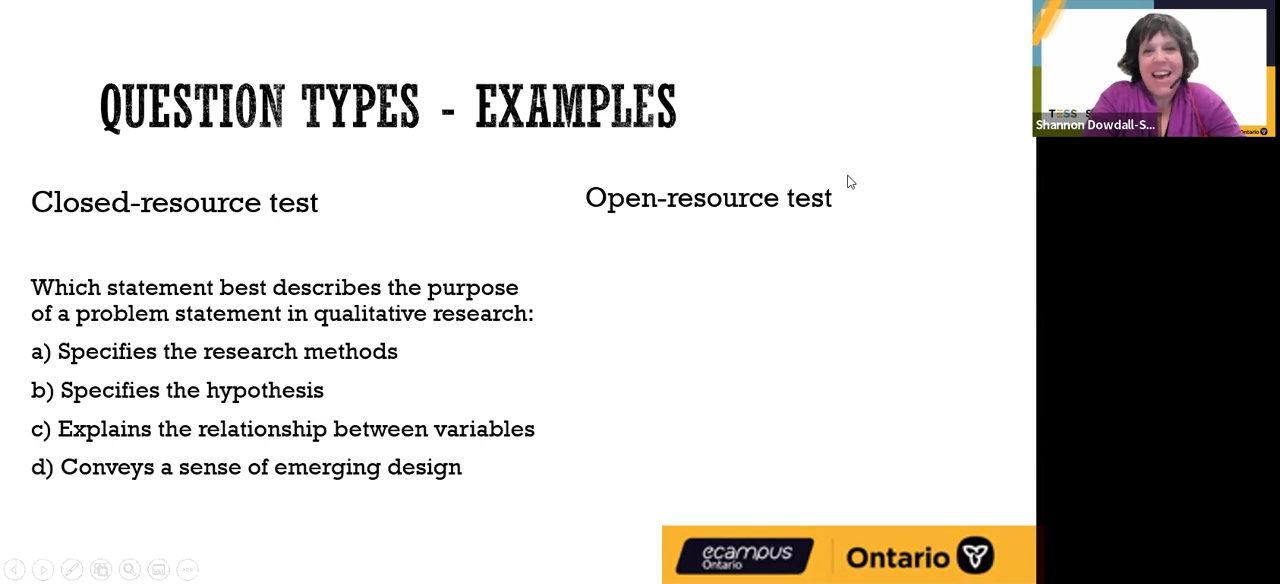 QUESTION TYPES - EXAMPLES
Closed-resource test
Open-resource test
Which statement best describes the purpose
of a problem statement in qualitative research:
a) Specifies the research methods
b) Specifies the hypothesis
c) Explains the relationship between variables
d) Conveys a sense of emerging design
TESS S
Shannon Dowdall-S...
ntario
ecampus
Ontario
Ontario